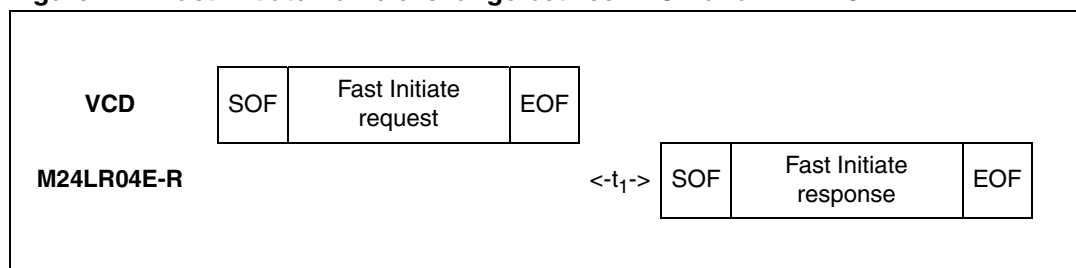 VCD SOF Fast Initiate request EOF
M24LR04E-R <-t1-> SOF Fast Initiate response EOF